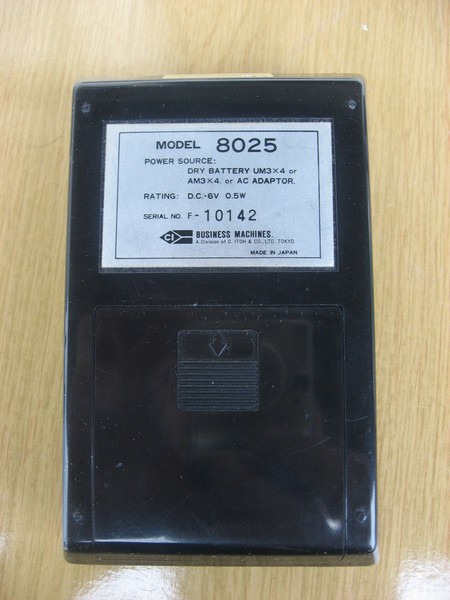 MODEL 8025
POWER SOURCE:
DRY BATTERY UM3×4 or
AM3×4. or AC ADAPTOR.
RATING: D.C.-6V 0.5W
SERIAL NO. F-10142
CI BUSINESS MACHINES.
A Division of C. ITOH & CO., LTD. TOKYO
MADE IN JAPAN